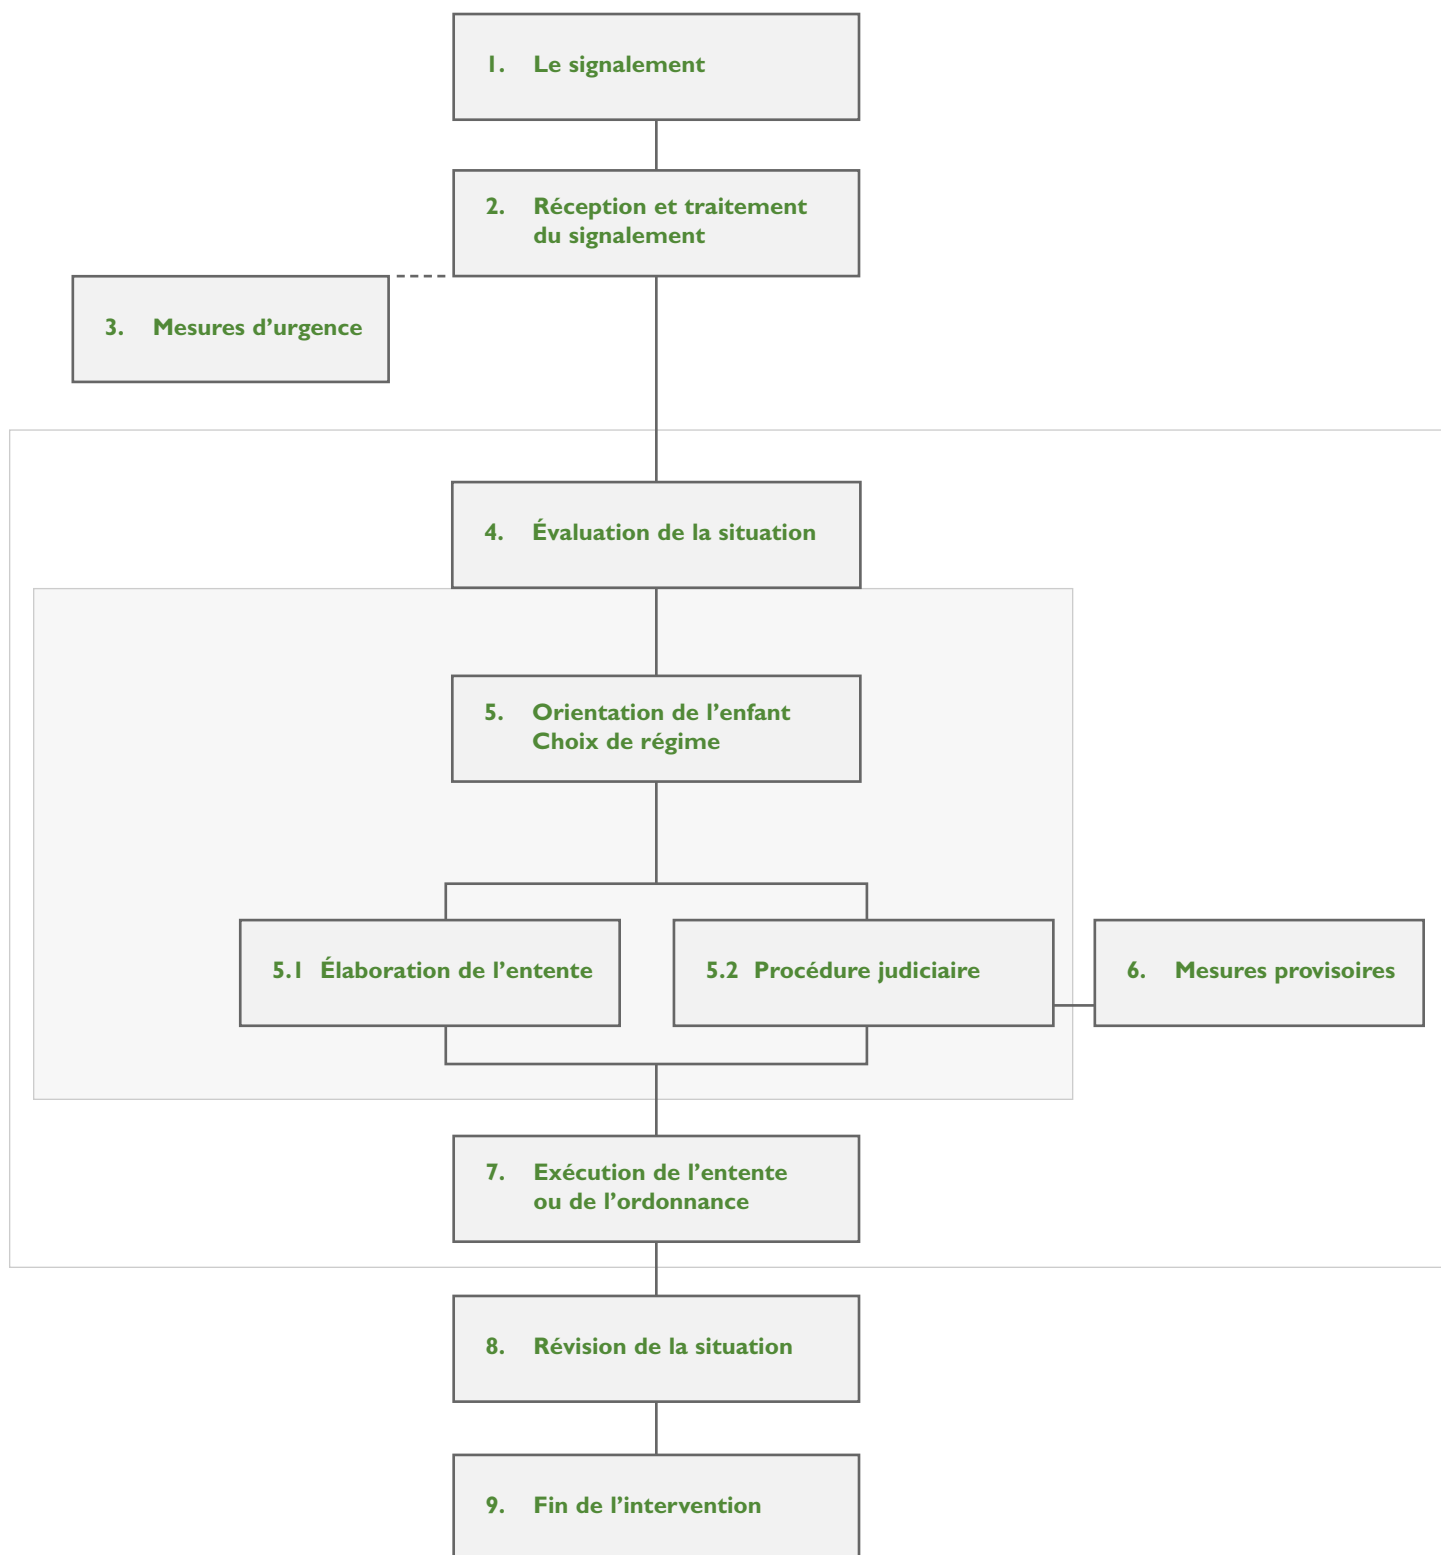 1. Le signalement
2. Réception et traitement
du signalement
3. Mesures d’urgence
4. Évaluation de la situation
5. Orientation de l’enfant
Choix de régime
5.1 Élaboration de l’entente
5.2 Procédure judiciaire
6. Mesures provisoires
7. Exécution de l’entente
ou de l’ordonnance
8. Révision de la situation
9. Fin de l’intervention